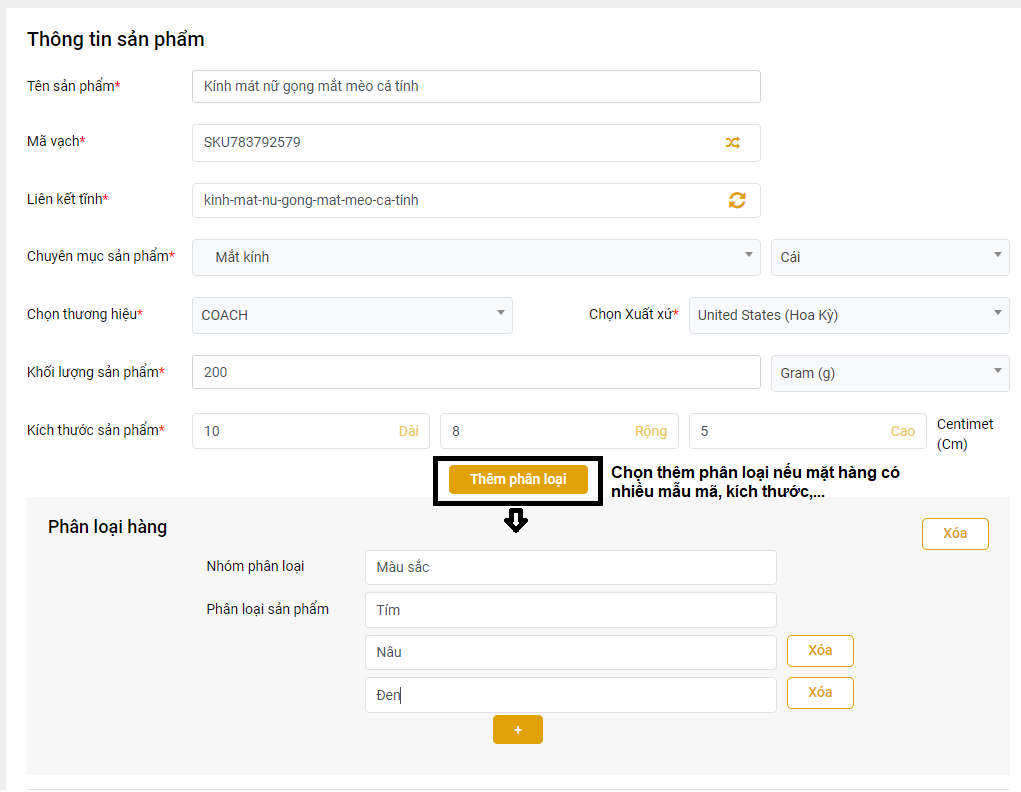 Thông tin sản phẩm
Tên sản phẩm*
Kính mát nữ gọng mắt mèo cá tính
Mã vạch*
SKU783792579
Liên kết tĩnh*
kinh-mat-nu-gong-mat-meo-ca-tinh
Chuyên mục sản phẩm*
Mắt kính
Cái
Chọn thương hiệu*
COACH
Chọn Xuất xứ*
United States (Hoa Kỳ)
Khối lượng sản phẩm*
200
Gram (g)
Kích thước sản phẩm*
10 Dài
8 Rộng
5 Cao
Centimet
(Cm)
Thêm phân loại
Chọn thêm phân loại nếu mặt hàng có
nhiều mẫu mã, kích thước,...
Phân loại hàng
Xóa
Nhóm phân loại
Màu sắc
Phân loại sản phẩm
Tím
Nâu
Xóa
Đen
Xóa
+